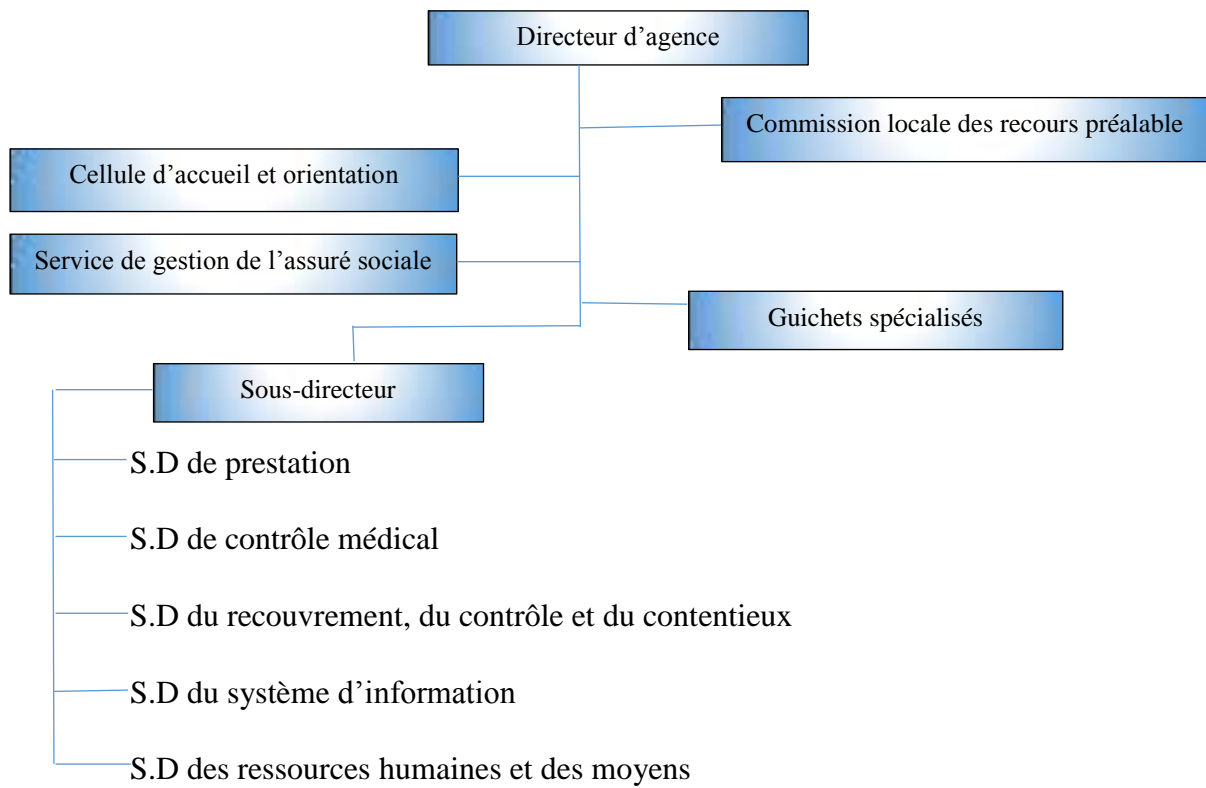 Directeur d’agence
Commission locale des recours préalable
Cellule d’accueil et orientation
Service de gestion de l’assuré sociale
Guichets spécialisés
Sous-directeur
S.D de prestation
S.D de contrôle médical
S.D du recouvrement, du contrôle et du contentieux
S.D du système d’information
S.D des ressources humaines et des moyens